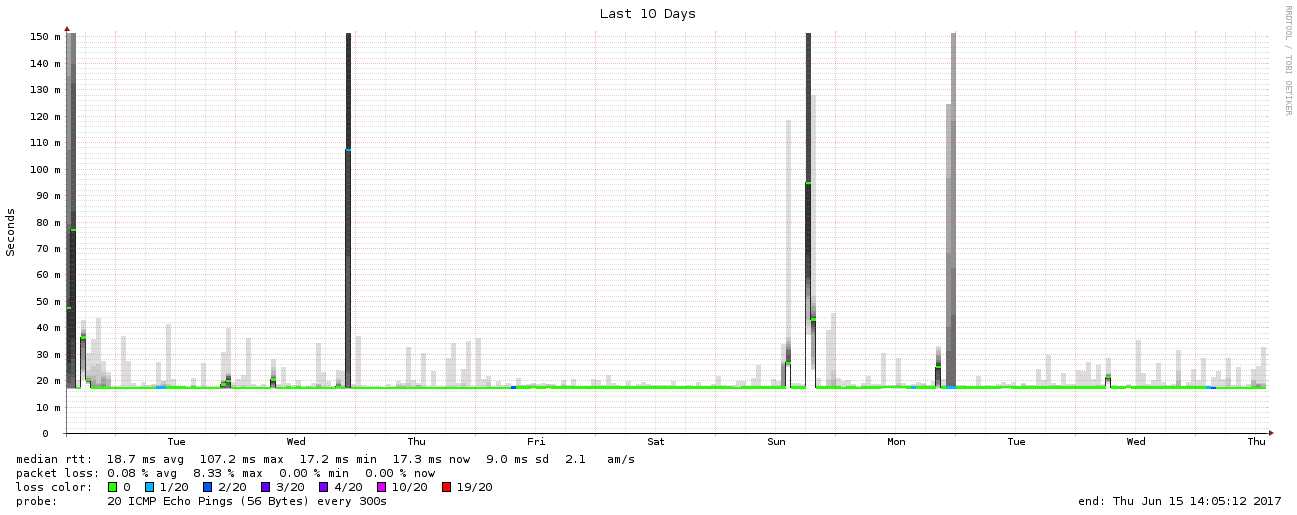 Last 10 Days
RRDTOOL / TOBI OETIKER
Seconds
150 m
140 m
130 m
120 m
110 m
100 m
90 m
80 m
70 m
60 m
50 m
40 m
30 m
20 m
10 m
0
Tue Wed Thu Fri Sat Sun Mon Tue Wed Thu
median rtt: 18.7 ms avg 107.2 ms max 17.2 ms min 17.3 ms now 9.0 ms sd 2.1 am/s
packet loss: 0.08 % avg 8.33 % max 0.00 % min 0.00 % now
loss color: 0 1/20 2/20 3/20 4/20 10/20 19/20
probe: 20 ICMP Echo Pings (56 Bytes) every 300s end: Thu Jun 15 14:05:12 2017